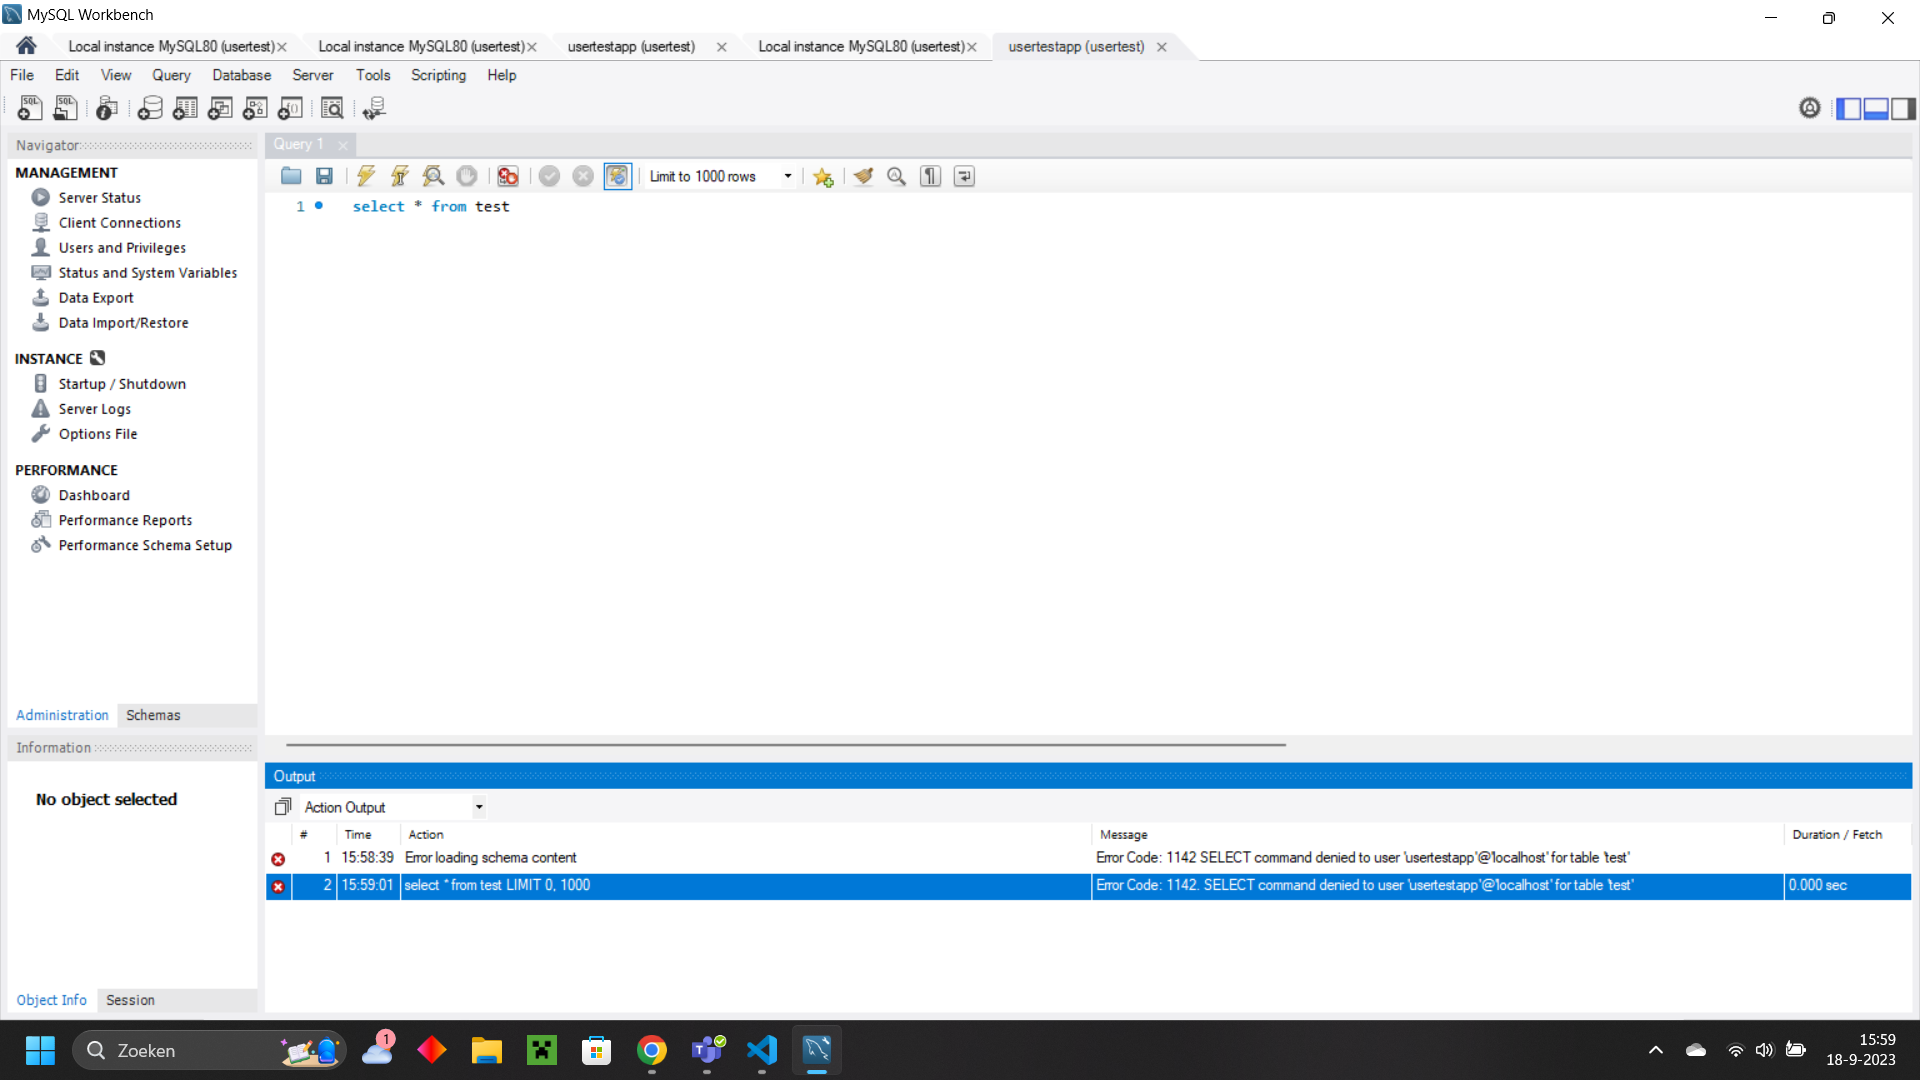 MySQL Workbench
Local instance MySQL80 (usertest)
Local instance MySQL80 (usertest)
usertestapp (usertest)
Local instance MySQL80 (usertest)
usertestapp (usertest)
File Edit View Query Database Server Tools Scripting Help
Navigator
Query 1
MANAGEMENT
Server Status
Client Connections
Users and Privileges
Status and System Variables
Data Export
Data Import/Restore
INSTANCE
Startup / Shutdown
Server Logs
Options File
PERFORMANCE
Dashboard
Performance Reports
Performance Schema Setup
Administration Schemas
Information
No object selected
Object Info Session
Limit to 1000 rows
1 select * from test
Output
Action Output
# Time Action Message Duration / Fetch
1 15:58:39 Error loading schema content Error Code: 1142 SELECT command denied to user 'usertestapp'@'localhost' for table 'test'
2 15:59:01 select * from test LIMIT 0, 1000 Error Code: 1142. SELECT command denied to user 'usertestapp'@'localhost' for table 'test' 0.000 sec
Zoeken
1
15:59
18-9-2023